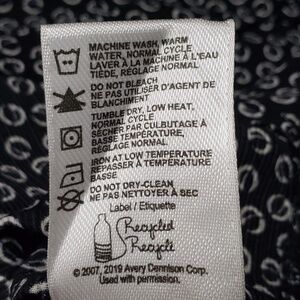 MACHINE WASH, WARM
WATER, NORMAL CYCLE
LAVER À LA MACHINE À L'EAU
TIÈDE, RÉGLAGE NORMAL
DO NOT BLEACH
NE PAS UTILISER D'AGENT DE
BLANCHIMENT
TUMBLE DRY, LOW HEAT,
NORMAL CYCLE
SÉCHER PAR CULBUTAGE À
BASSE TEMPÉRATURE,
RÉGLAGE NORMAL
IRON AT LOW TEMPERATURE
REPASSER À TEMPÉRATURE
BASSE
DO NOT DRY-CLEAN
NE PAS NETTOYER À SEC
Label / Etiquette
Recycled
Recyclé
© 2007, 2019 Avery Dennison Corp.
Used with permission.